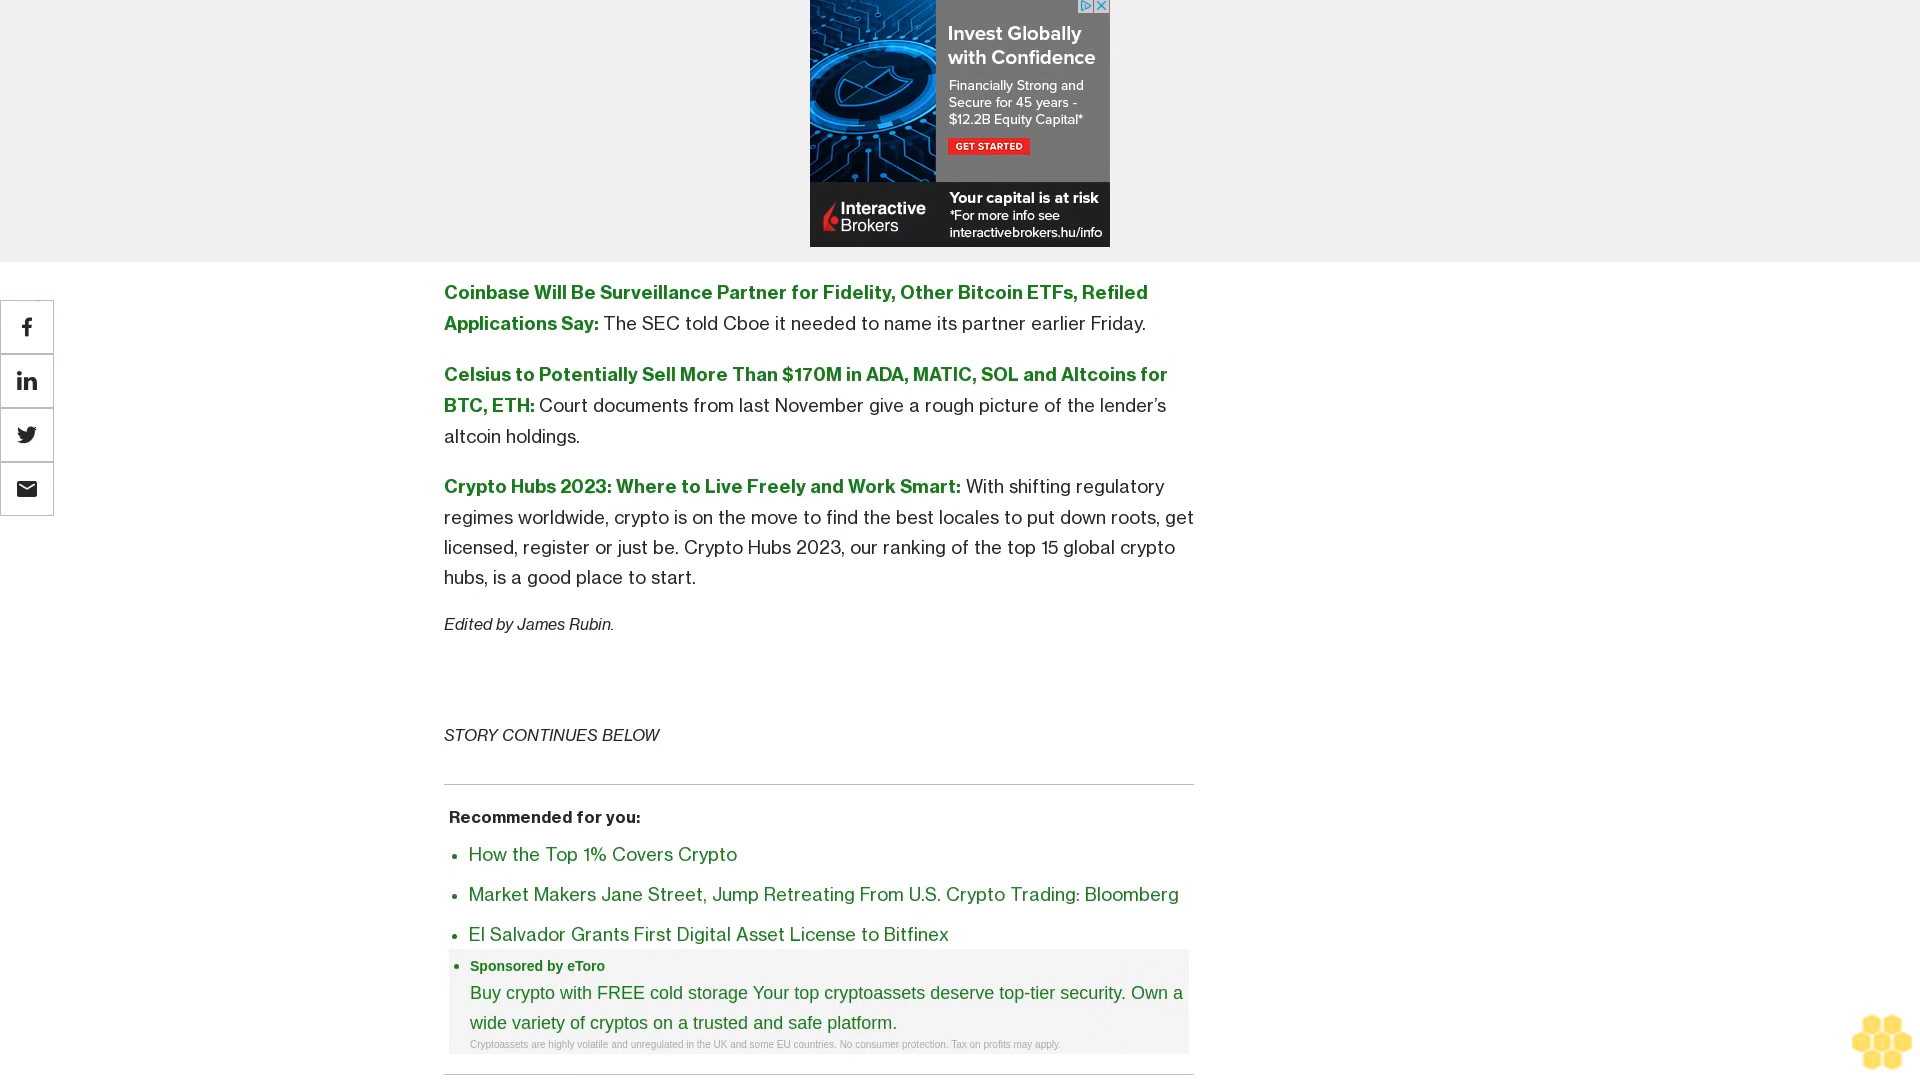 Invest Globally
with Confidence
Financially Strong and
Secure for 45 years -
$12.2B Equity Capital*
GET STARTED
Interactive
Brokers
Your capital is at risk
*For more info see
interactivebrokers.hu/info
Coinbase Will Be Surveillance Partner for Fidelity, Other Bitcoin ETFs, Refiled
Applications Say: The SEC told Cboe it needed to name its partner earlier Friday.
Celsius to Potentially Sell More Than $170M in ADA, MATIC, SOL and Altcoins for
BTC, ETH: Court documents from last November give a rough picture of the lender’s
altcoin holdings.
Crypto Hubs 2023: Where to Live Freely and Work Smart: With shifting regulatory
regimes worldwide, crypto is on the move to find the best locales to put down roots, get
licensed, register or just be. Crypto Hubs 2023, our ranking of the top 15 global crypto
hubs, is a good place to start.
Edited by James Rubin.
STORY CONTINUES BELOW
Recommended for you:
How the Top 1% Covers Crypto
Market Makers Jane Street, Jump Retreating From U.S. Crypto Trading: Bloomberg
El Salvador Grants First Digital Asset License to Bitfinex
Sponsored by eToro
Buy crypto with FREE cold storage Your top cryptoassets deserve top-tier security. Own a
wide variety of cryptos on a trusted and safe platform.
Cryptoassets are highly volatile and unregulated in the UK and some EU countries. No consumer protection. Tax on profits may apply.